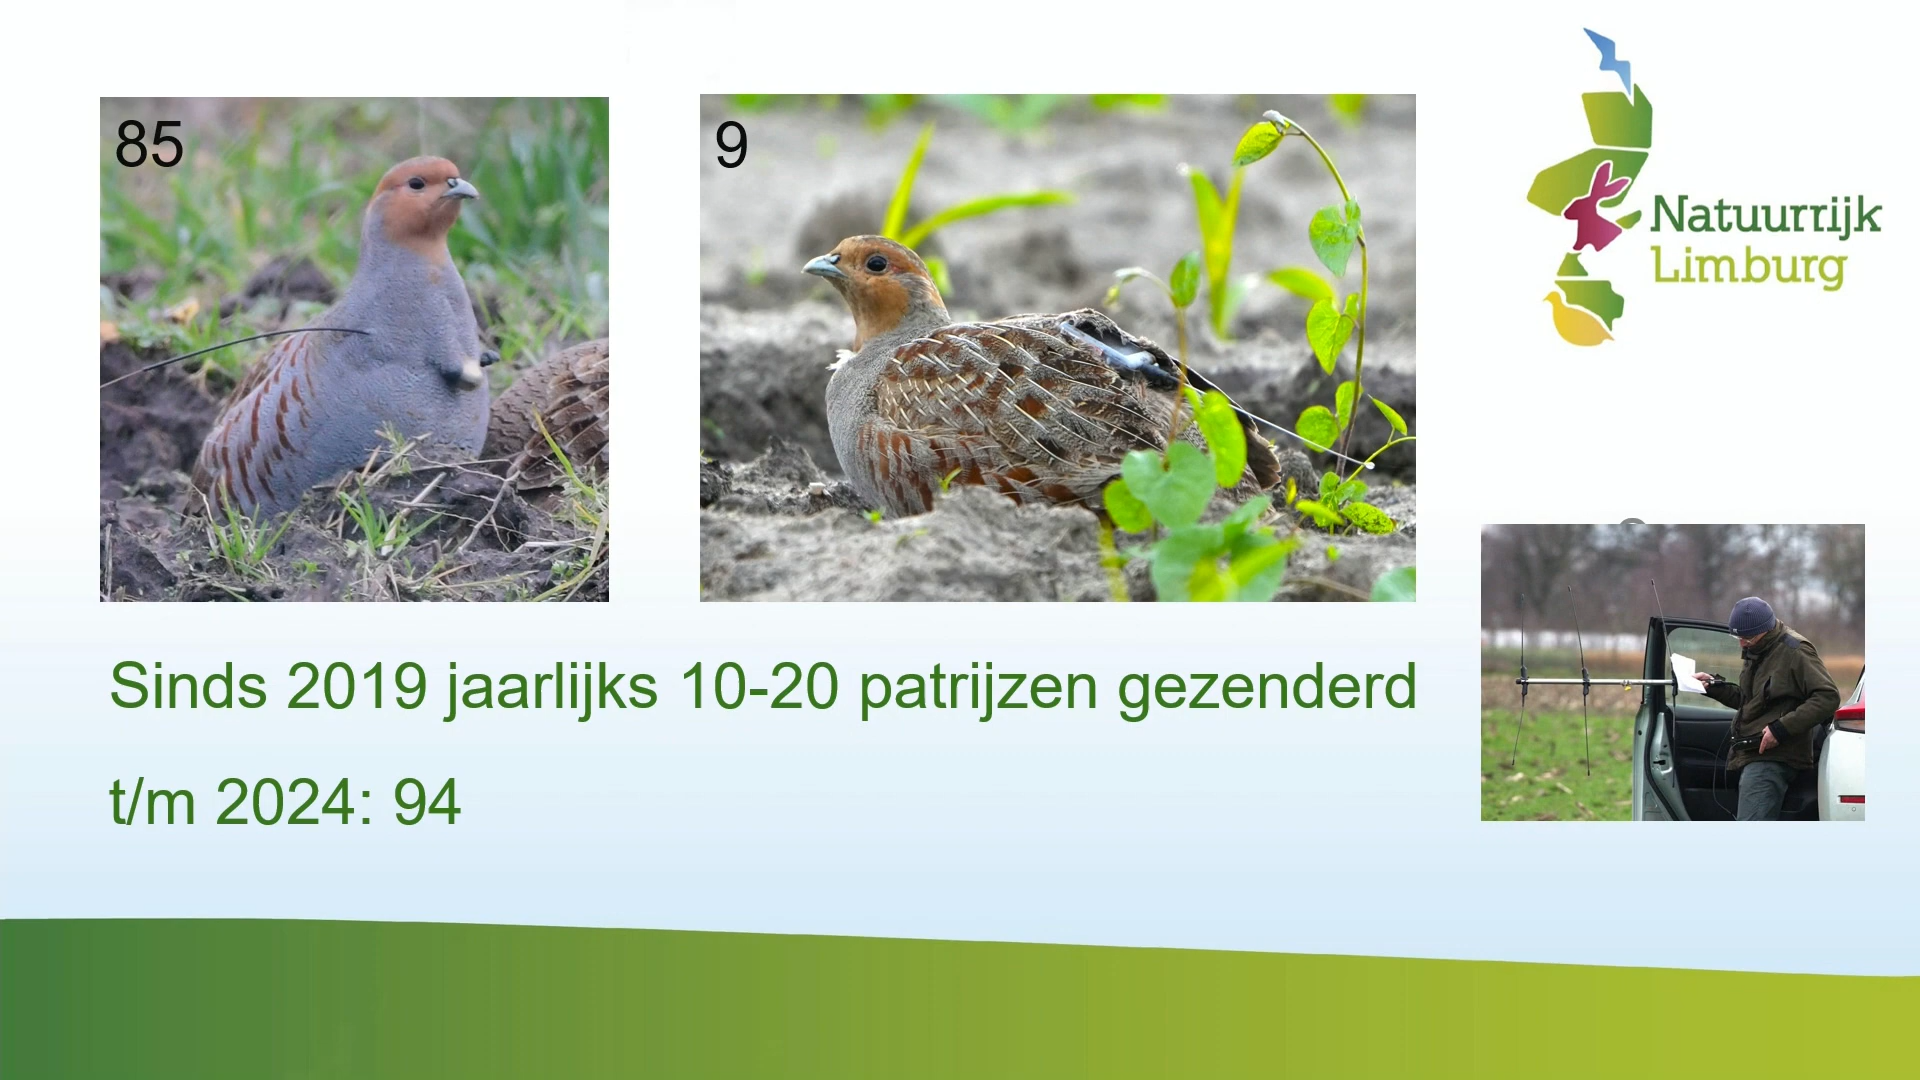 85
9
Natuurrijk
Limburg
Sinds 2019 jaarlijks 10-20 patrijzen gezenderd
t/m 2024: 94